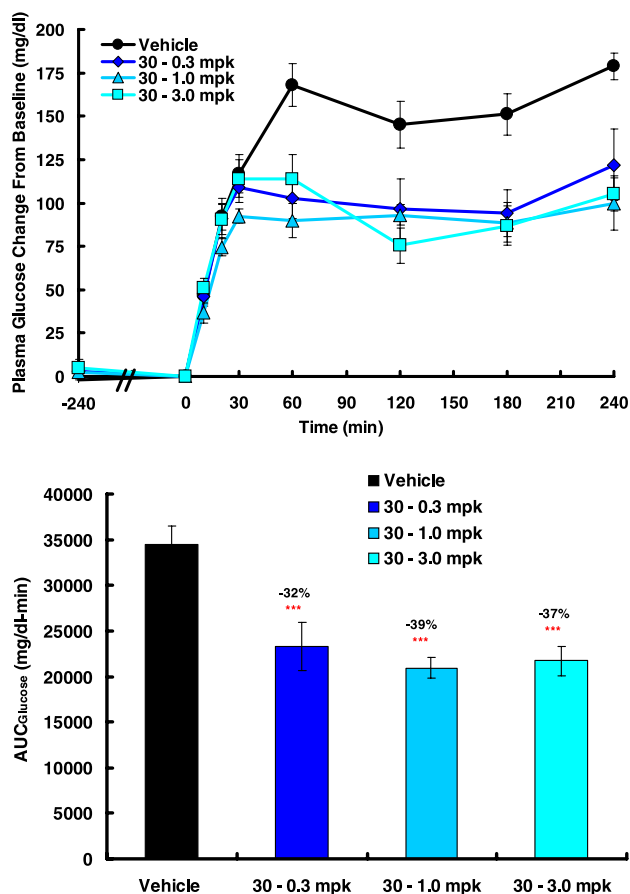 Plasma Glucose Change From Baseline (mg/dl)
200
175
150
125
100
75
50
25
0
Vehicle
30 - 0.3 mpk
30 - 1.0 mpk
30 - 3.0 mpk
-240 0 30 60 90 120 150 180 210 240
Time (min)
AUCGlucose (mg/dl-min)
40000
35000
30000
25000
20000
15000
10000
5000
0
Vehicle
30 - 0.3 mpk
30 - 1.0 mpk
30 - 3.0 mpk
-32%
***
-39%
***
-37%
***
Vehicle 30 - 0.3 mpk 30 - 1.0 mpk 30 - 3.0 mpk